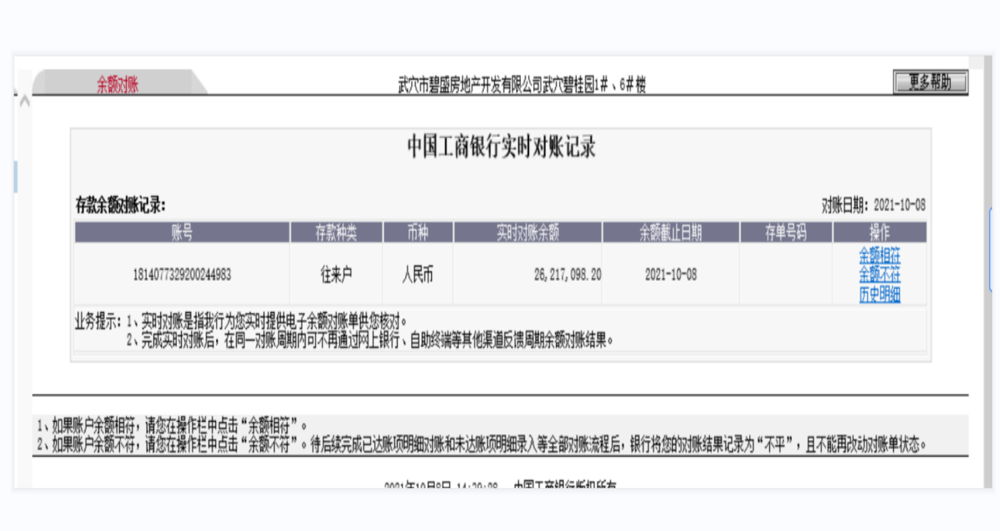 余额对账
武穴市碧盛房地产开发有限公司武穴碧桂园1#、6#楼
更多帮助
中国工商银行实时对账记录
存款余额对账记录:
对账日期: 2021-10-08
账号 存款种类 币种 实时对账余额 余额截止日期 存单号码 操作
1814077329200244983 往来户 人民币 26,217,098.20 2021-10-08
余额相符
余额不符
历史明细
业务提示: 1、实时对账是指我行为您实时提供电子余额对账单供您核对。
2、完成实时对账后,在同一对账周期内可不再通过网上银行、自助终端等其他渠道反馈周期余额对账结果。
1、如果账户余额相符,请您在操作栏中点击“余额相符”。
2、如果账户余额不符,请您在操作栏中点击“余额不符”。待后续完成已达账项明细对账和未达账项明细录入等全部对账流程后,银行将您的对账结果记录为“不平”,且不能再改动对账单状态。
2021年10月8日 中国工商银行版权所有